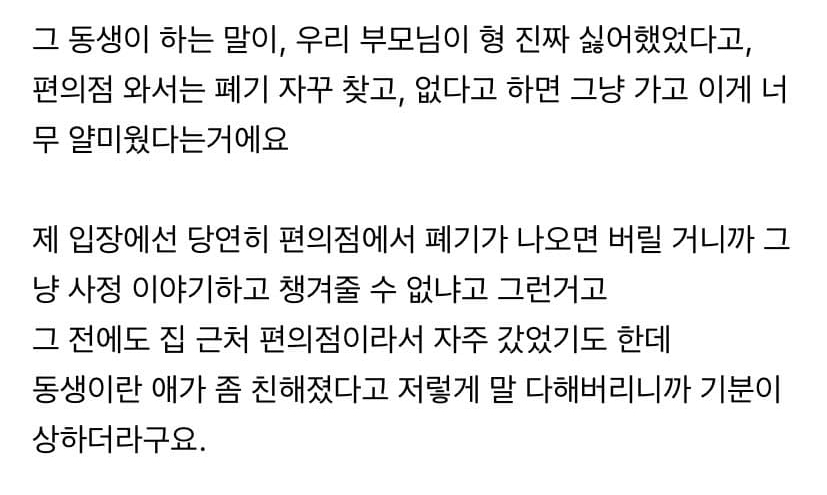 그 동생이 하는 말이, 우리 부모님이 형 진짜 싫어했었다고,
편의점 와서는 폐기 자꾸 찾고, 없다고 하면 그냥 가고 이게 너
무 얄미웠다는거에요
제 입장에선 당연히 편의점에서 폐기가 나오면 버릴 거니까 그
냥 사정 이야기하고 챙겨줄 수 없냐고 그런거고
그 전에도 집 근처 편의점이라서 자주 갔었기도 한데
동생이란 애가 좀 친해졌다고 저렇게 말 다해버리니까 기분이
상하더라구요.